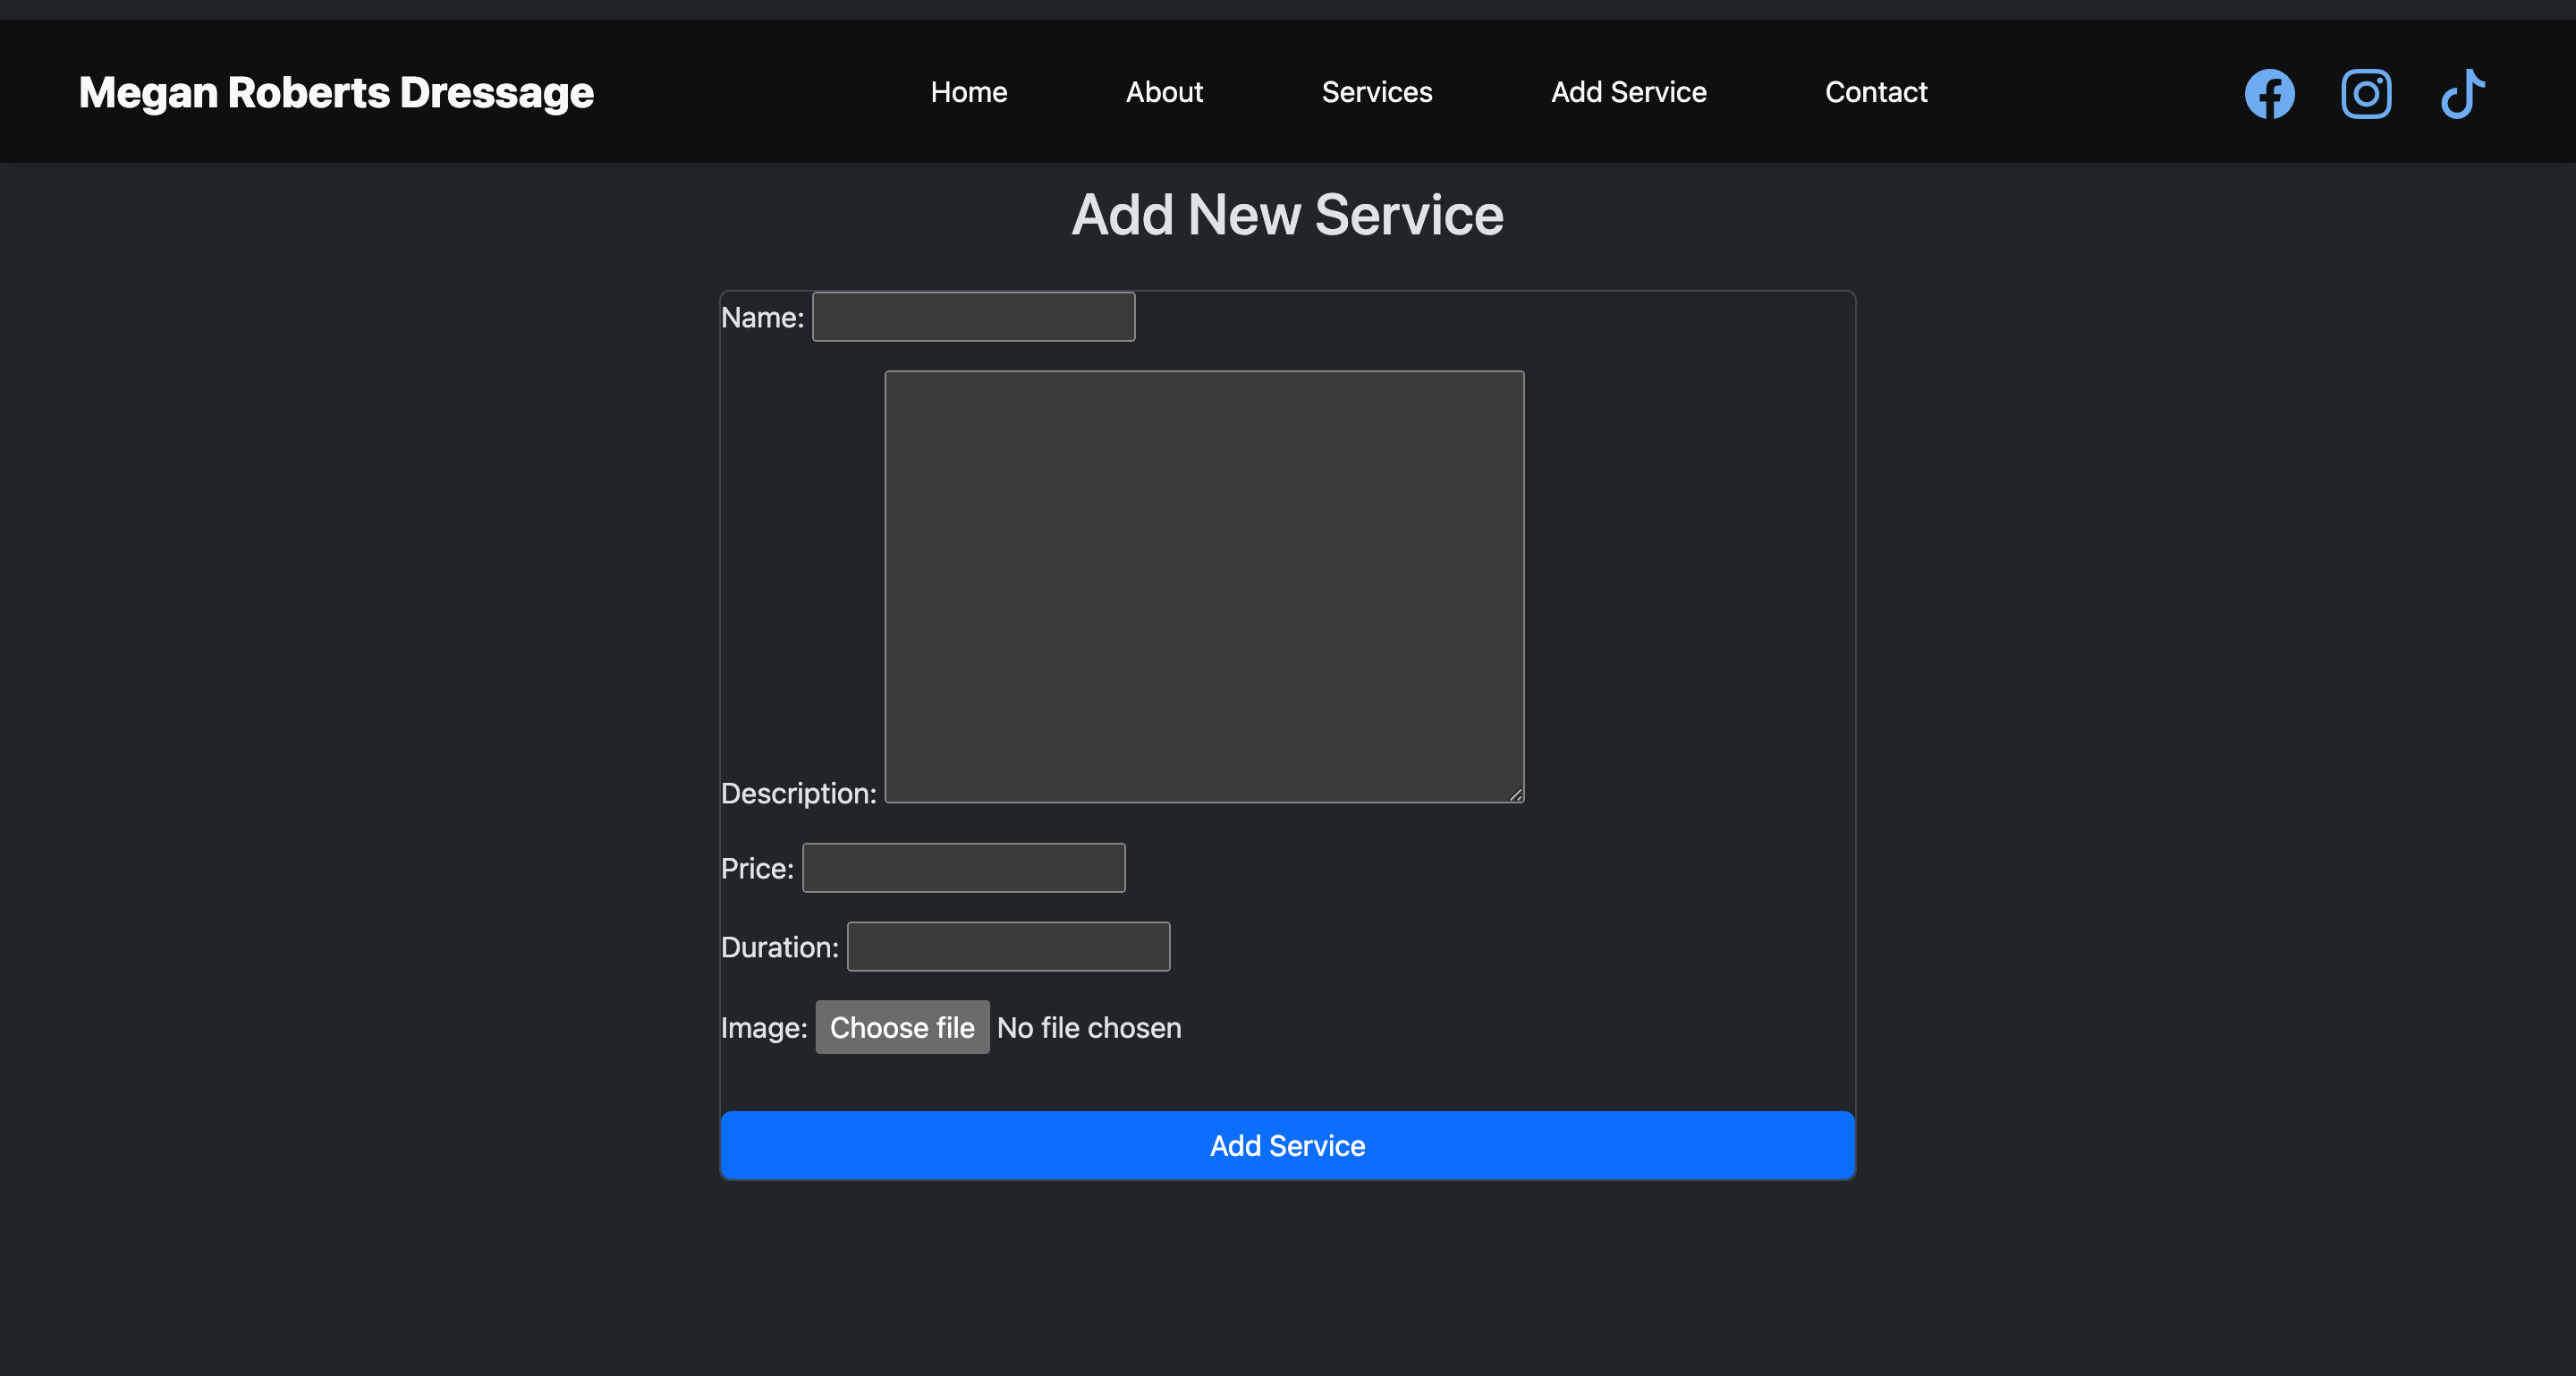 Megan Roberts Dressage Home About Services Add Service Contact
Add New Service
Name:
Description:
Price:
Duration:
Image: Choose file No file chosen
Add Service